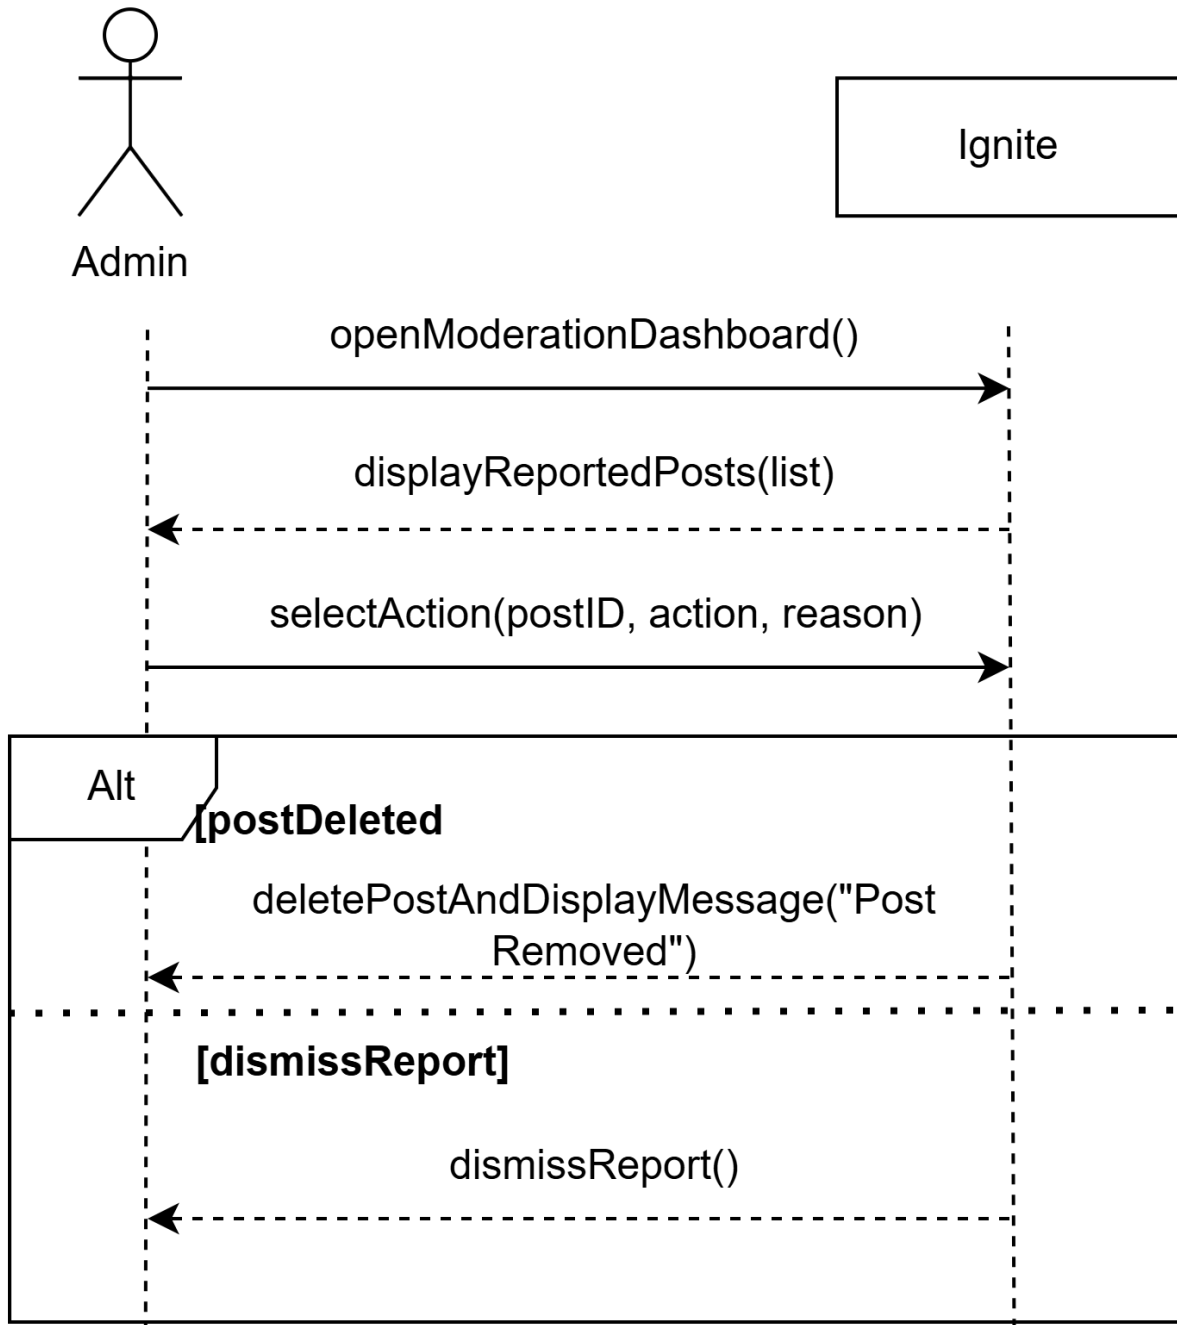 Ignite
Admin
openModerationDashboard()
displayReportedPosts(list)
selectAction(postID, action, reason)
Alt
[postDeleted
deletePostAndDisplayMessage("Post
Removed")
[dismissReport]
dismissReport()